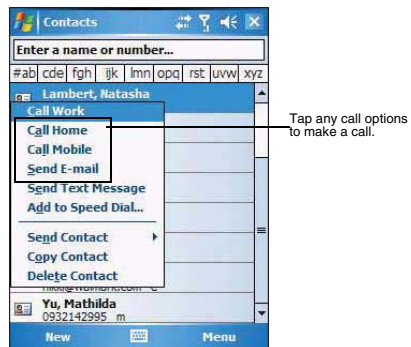 Contacts
Enter a name or number...
#ab cde fgh ijk lmn opq rst uvw xyz
Lambert, Natasha
Call Work
Call Home
Call Mobile
Send E-mail
Send Text Message
Add to Speed Dial...
Send Contact
Copy Contact
Delete Contact
Yu, Mathilda
0932142995 m
New Menu
Tap any call options
to make a call.